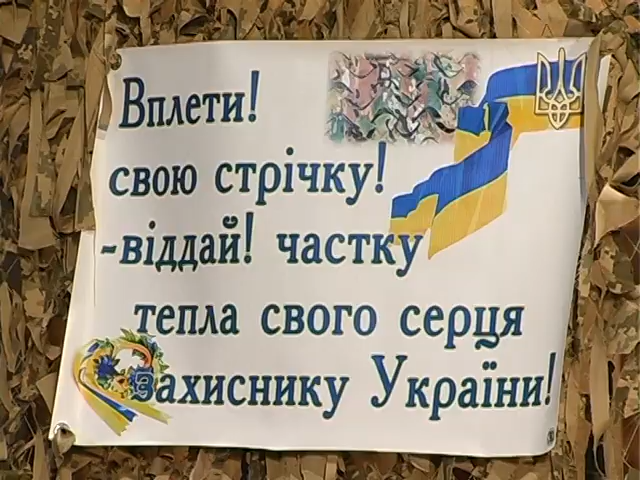 Вплети!
свою стрічку!
-віддай! частку
тепла свого серця
Захиснику України!